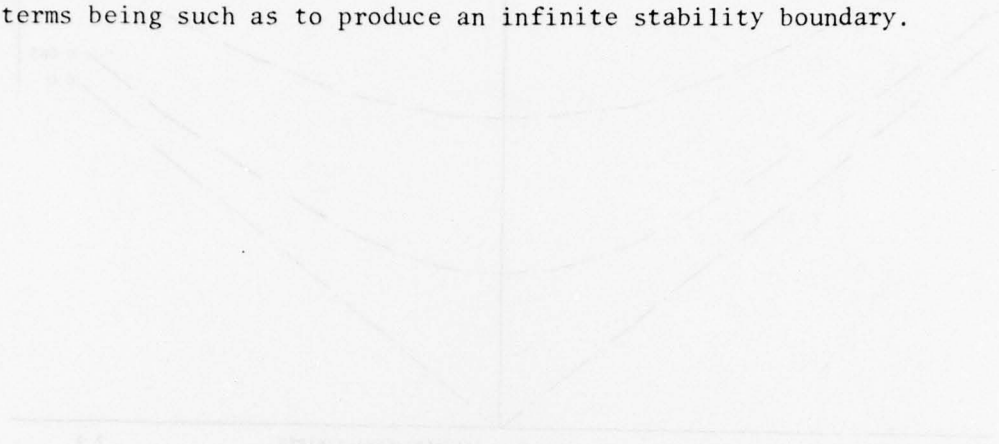 terms being such as to produce an infinite stability boundary.